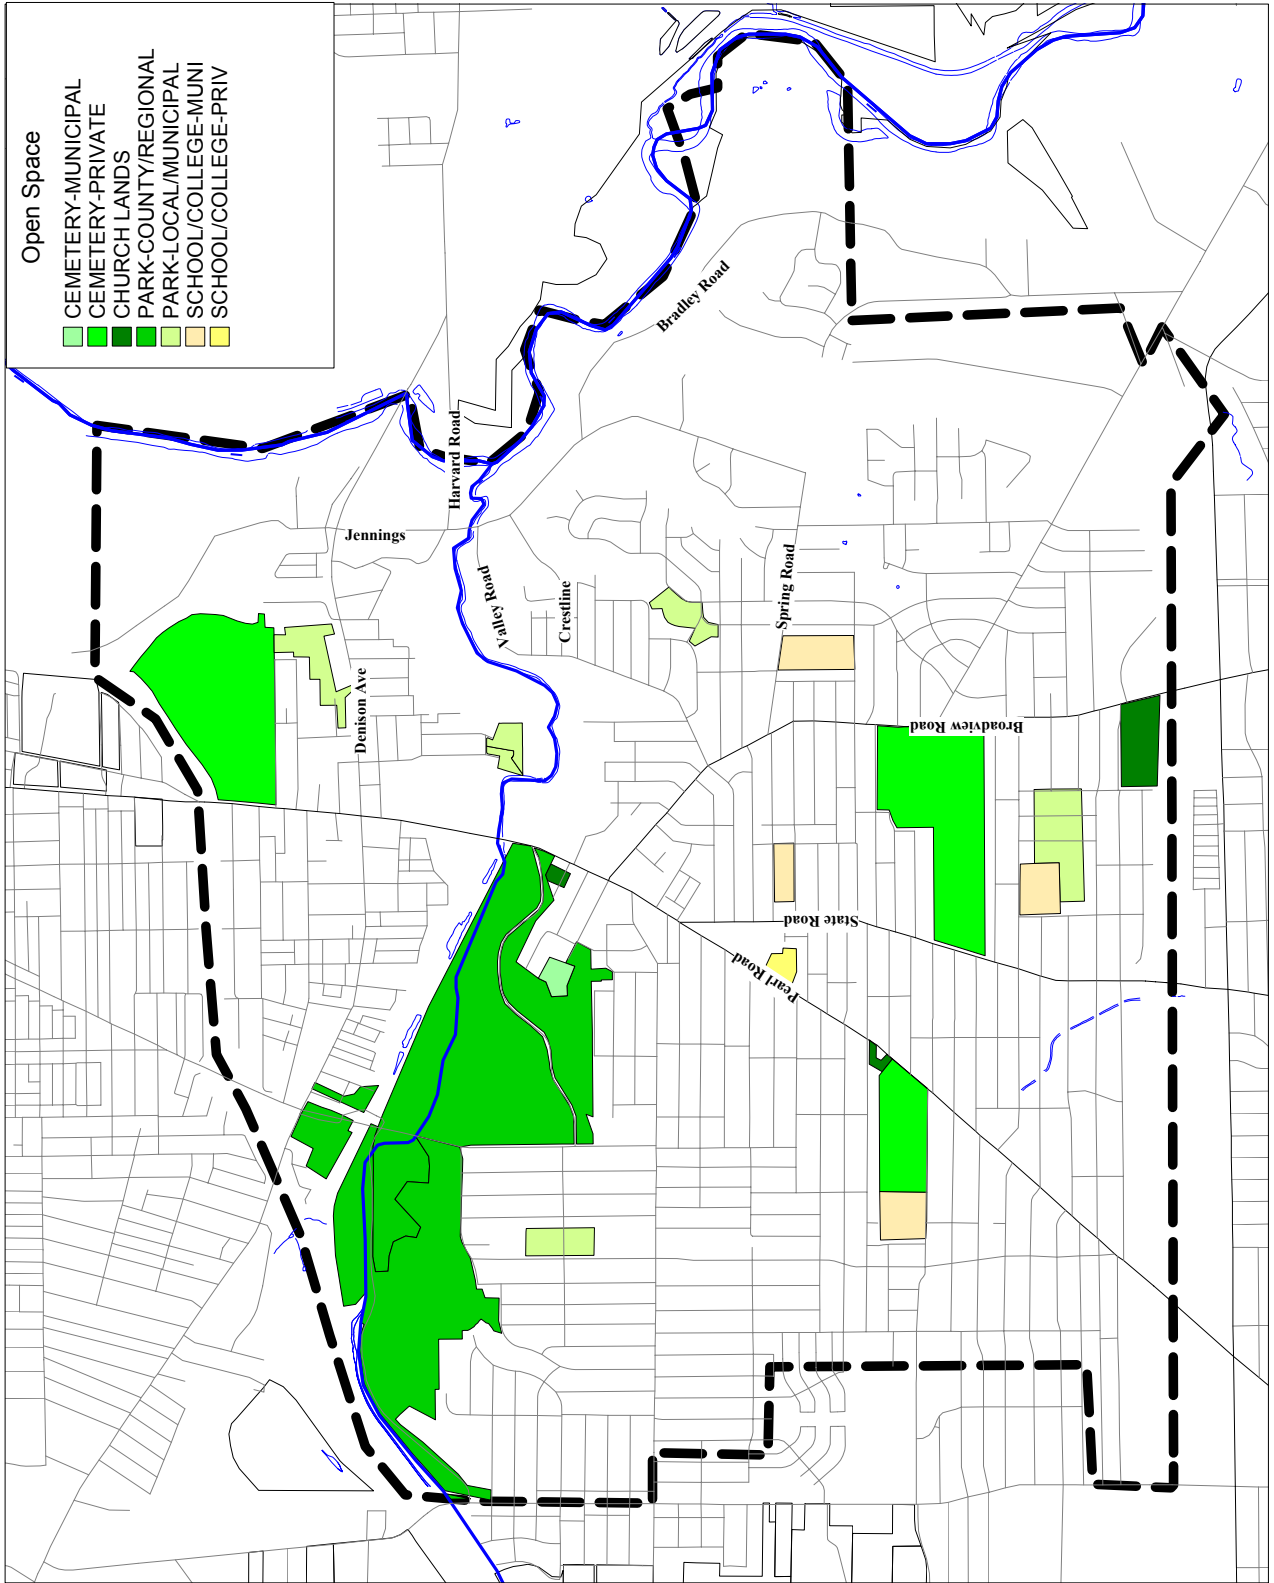 Open Space
CEMETERY-MUNICIPAL
CEMETERY-PRIVATE
CHURCH LANDS
PARK-COUNTY/REGIONAL
PARK-LOCAL/MUNICIPAL
SCHOOL/COLLEGE-MUNI
SCHOOL/COLLEGE-PRIV
Bradley Road
Harvard Road
Jennings
Valley Road
Crestline
Spring Road
Denison Ave
Broadview Road
State Road
Pearl Road